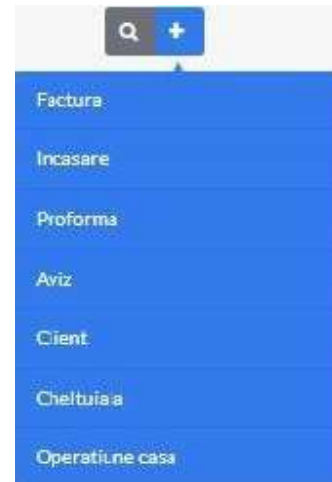 Factura
Incasare
Proforma
Aviz
Client
Cheltuiala
Operatiune casa